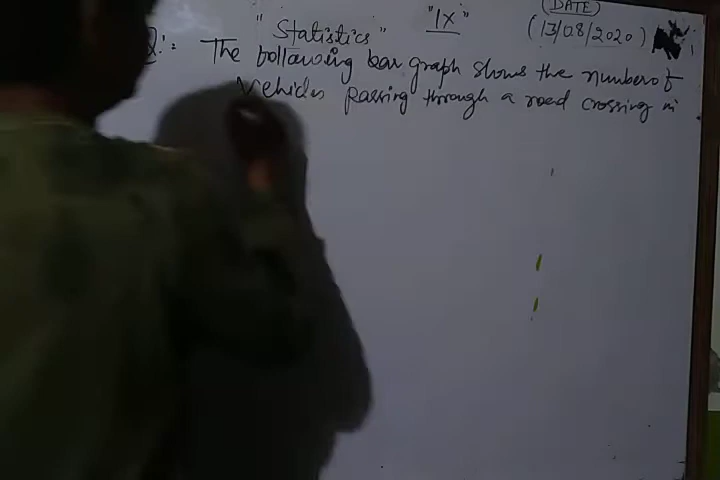 "Statistics" "IX" (DATE)
(13/08/2020)
Q:- The following bar graph shows the number of
Vehicles passing through a road crossing in